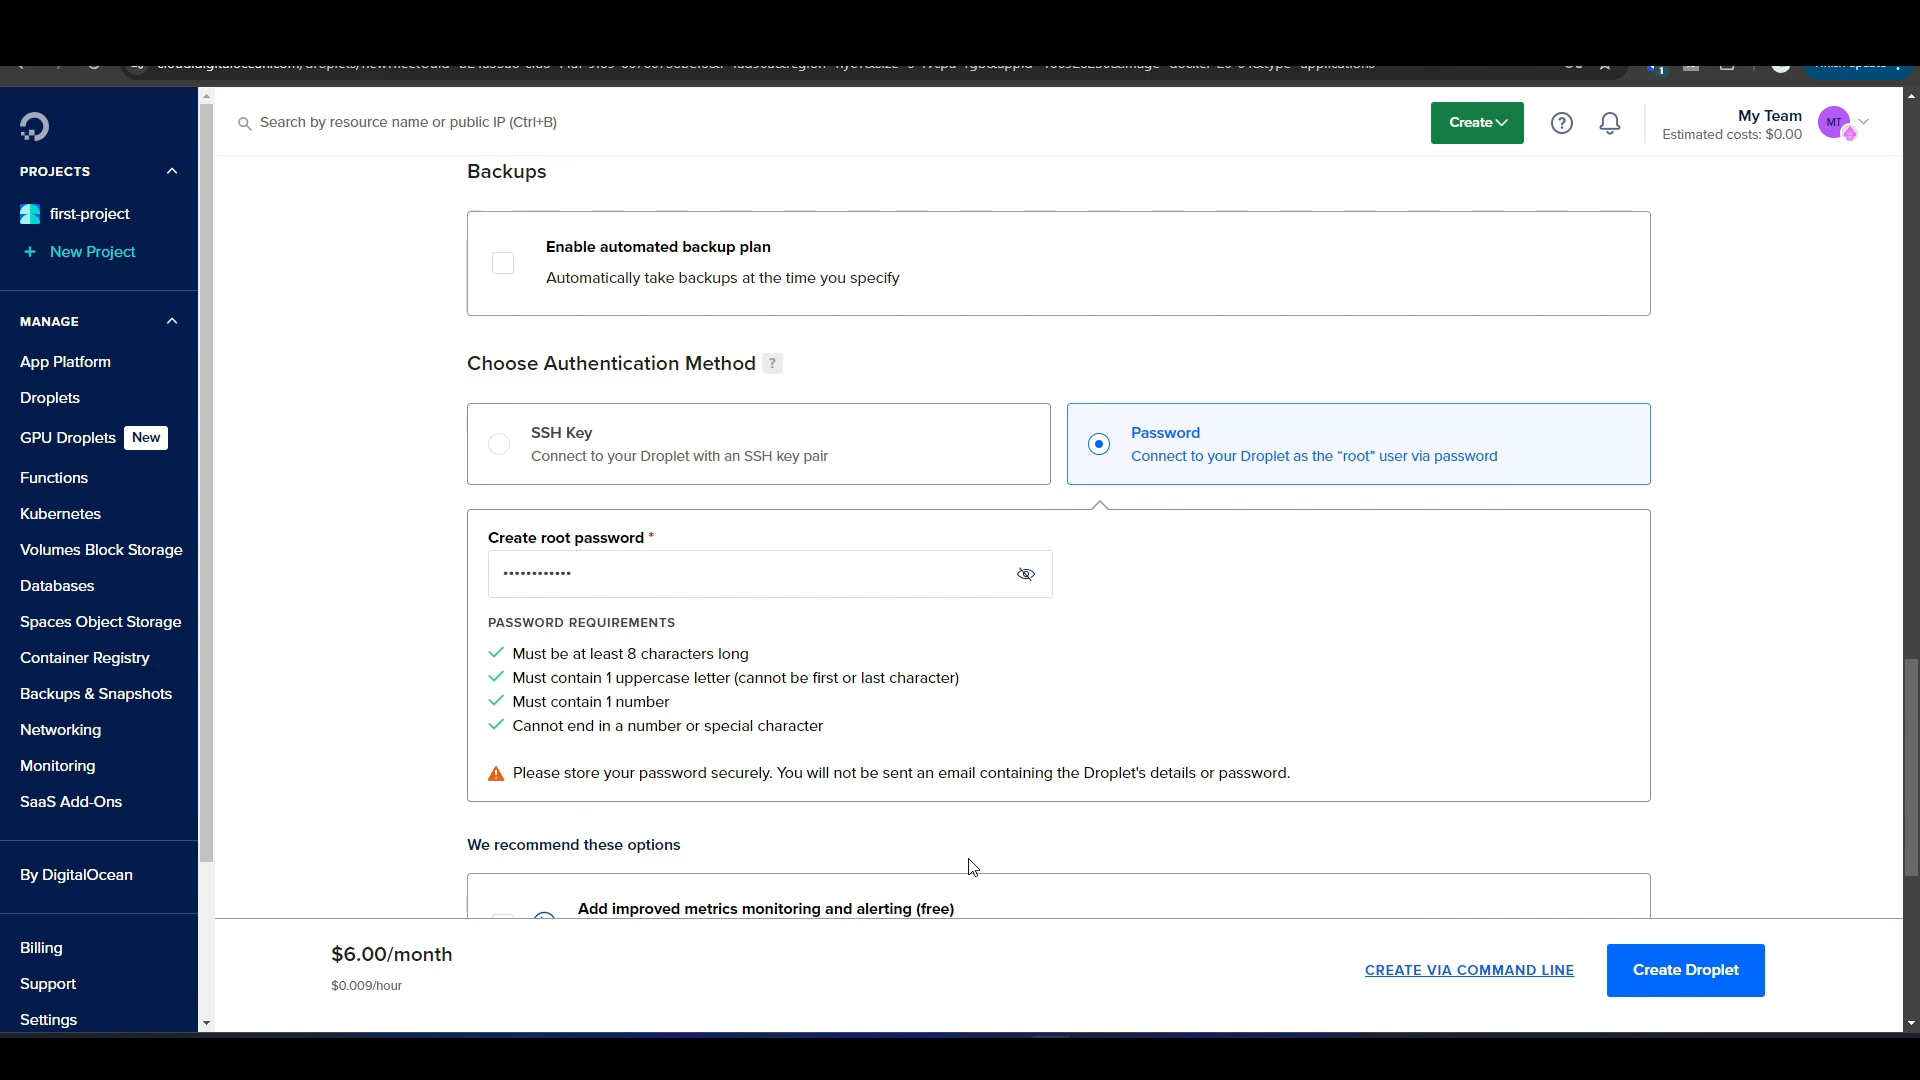 Search by resource name or public IP (Ctrl+B)
Create
My Team
Estimated costs: $0.00
MT
1
PROJECTS
first-project
+ New Project
MANAGE
App Platform
Droplets
GPU Droplets New
Functions
Kubernetes
Volumes Block Storage
Databases
Spaces Object Storage
Container Registry
Backups & Snapshots
Networking
Monitoring
SaaS Add-Ons
By DigitalOcean
Billing
Support
Settings
Backups
Enable automated backup plan
Automatically take backups at the time you specify
Choose Authentication Method ?
SSH Key
Connect to your Droplet with an SSH key pair
Password
Connect to your Droplet as the “root” user via password
Create root password *
••••••••••••
PASSWORD REQUIREMENTS
Must be at least 8 characters long
Must contain 1 uppercase letter (cannot be first or last character)
Must contain 1 number
Cannot end in a number or special character
Please store your password securely. You will not be sent an email containing the Droplet's details or password.
We recommend these options
Add improved metrics monitoring and alerting (free)
$6.00/month
$0.009/hour
CREATE VIA COMMAND LINE
Create Droplet